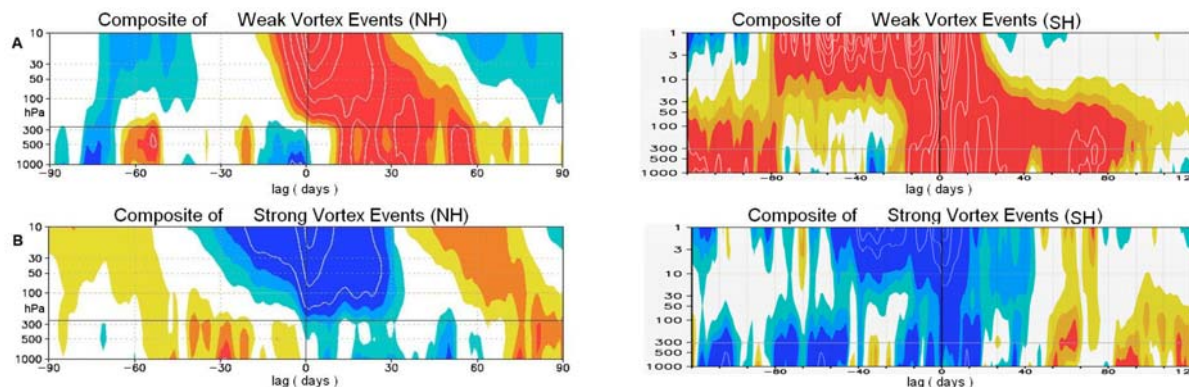 Composite of Weak Vortex Events (NH)
A
10
30
50
100
hPa
300
500
1000
-90 -60 -30 0 30 60 90
lag ( days )
Composite of Weak Vortex Events (SH)
1
3
10
30
50
100
300
500
1000
-80 -40 0 40 80 12
lag ( days )
Composite of Strong Vortex Events (NH)
B
10
30
50
100
hPa
300
500
1000
-90 -60 -30 0 30 60 90
lag ( days )
Composite of Strong Vortex Events (SH)
1
3
10
30
50
100
300
500
1000
-80 -40 0 40 80 12
lag ( days )